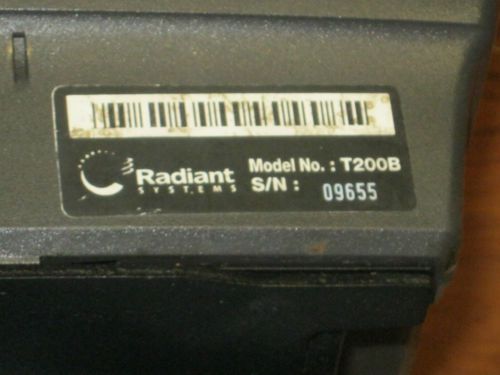 Radiant
SYSTEMS
Model No. : T200B
S/N : 09655